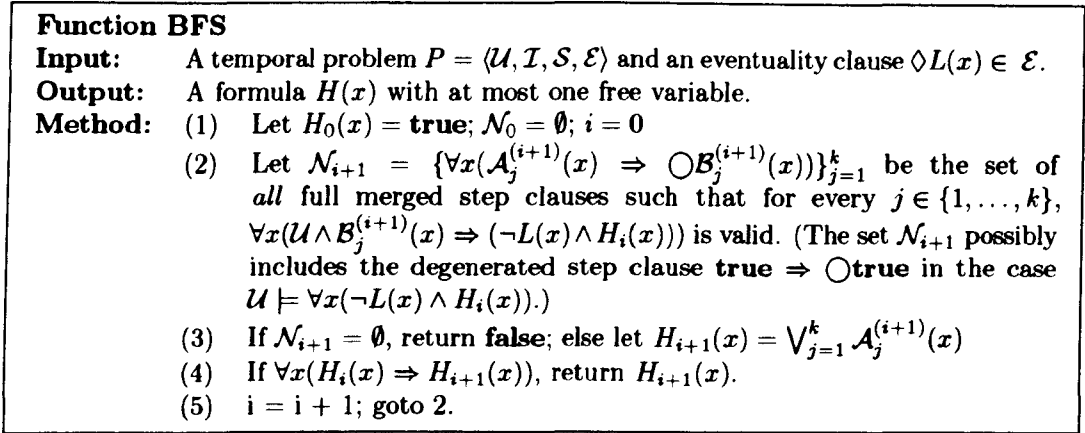 Function BFS
Input: A temporal problem P = ⟨𝒰, ℐ, 𝒮, ℰ⟩ and an eventuality clause ◊L(x) ∈ ℰ.
Output: A formula H(x) with at most one free variable.
Method: (1) Let H₀(x) = true; 𝒩₀ = ∅; i = 0
(2) Let 𝒩ᵢ₊₁ = {∀x(𝒜ⱼ⁽ⁱ⁺¹⁾(x) ⇒ ◯ℬⱼ⁽ⁱ⁺¹⁾(x))}ᵏⱼ₌₁ be the set of
all full merged step clauses such that for every j ∈ {1, . . . , k},
∀x(𝒰 ∧ ℬⱼ⁽ⁱ⁺¹⁾(x) ⇒ (¬L(x) ∧ Hᵢ(x))) is valid. (The set 𝒩ᵢ₊₁ possibly
includes the degenerated step clause true ⇒ ◯true in the case
𝒰 ⊨ ∀x(¬L(x) ∧ Hᵢ(x)).)
(3) If 𝒩ᵢ₊₁ = ∅, return false; else let Hᵢ₊₁(x) = ⋁ᵏⱼ₌₁ 𝒜ⱼ⁽ⁱ⁺¹⁾(x)
(4) If ∀x(Hᵢ(x) ⇒ Hᵢ₊₁(x)), return Hᵢ₊₁(x).
(5) i = i + 1; goto 2.